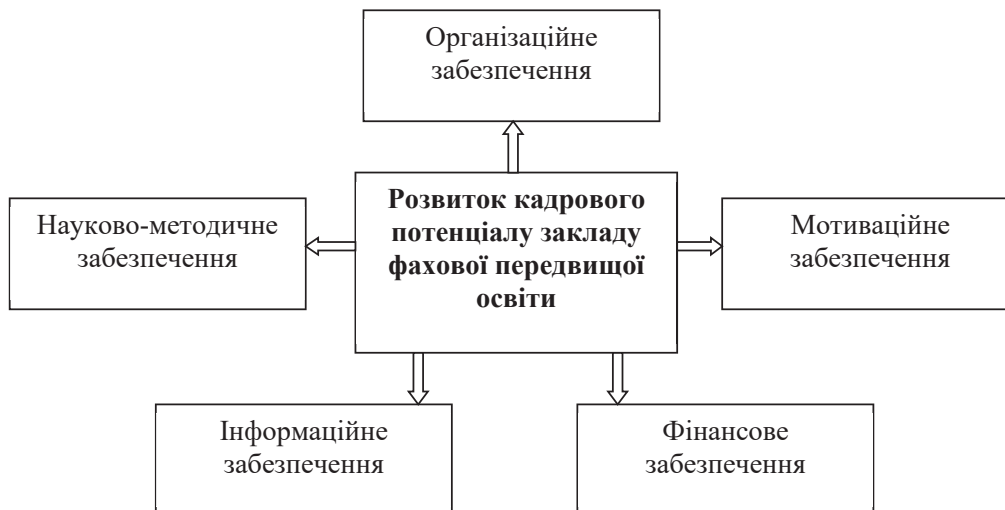 Організаційне
забезпечення
Розвиток кадрового
потенціалу закладу
фахової передвищої
освіти
Науково-методичне
забезпечення
Мотиваційне
забезпечення
Інформаційне
забезпечення
Фінансове
забезпечення